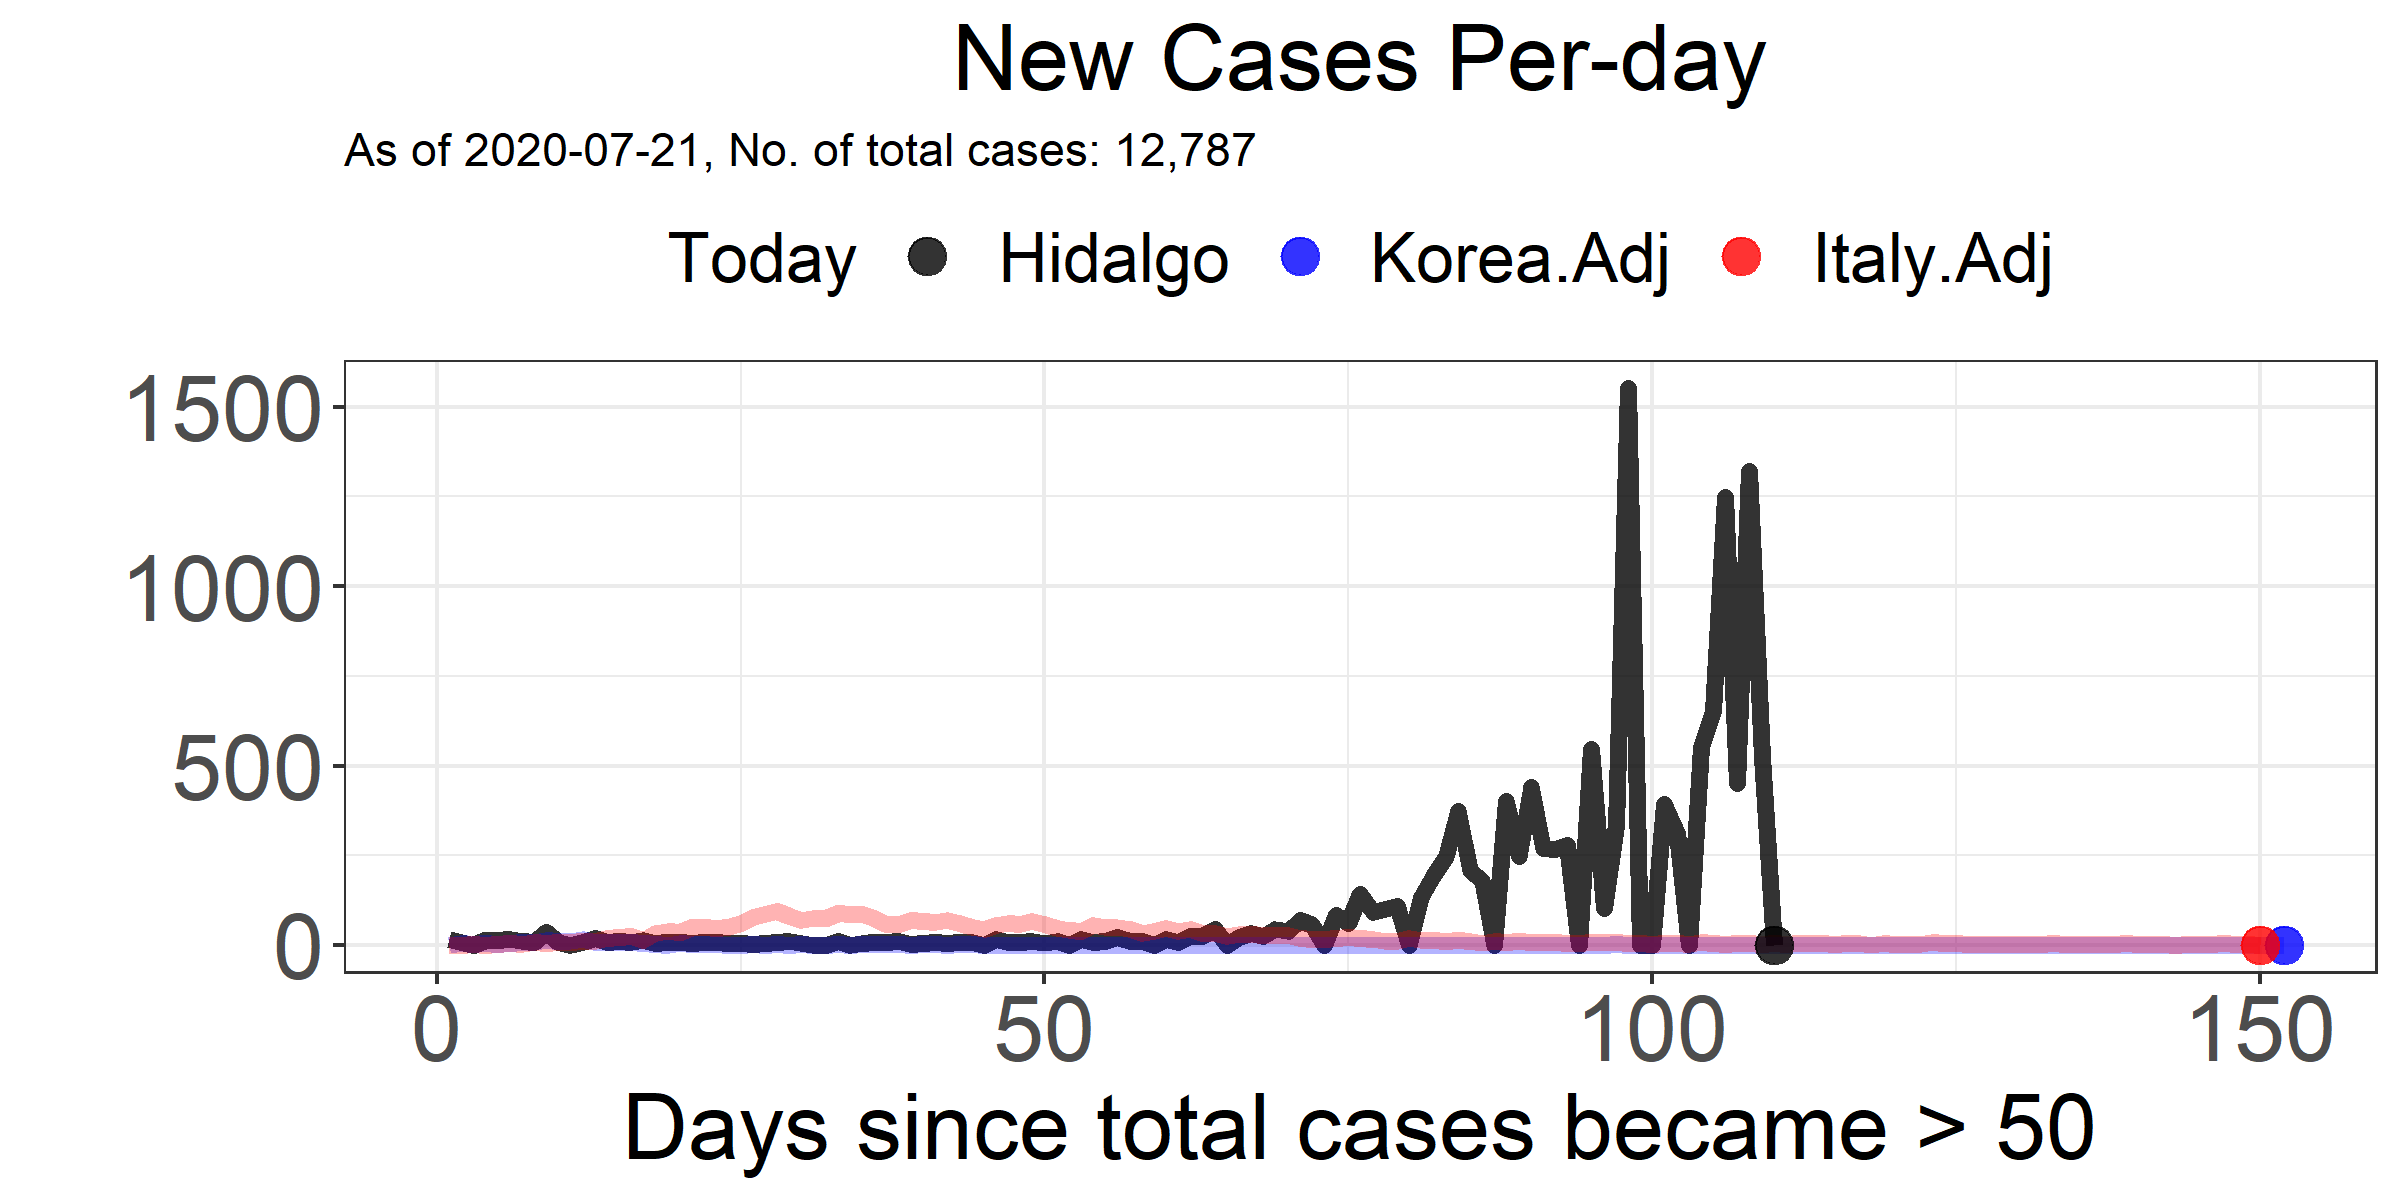 New Cases Per-day
As of 2020-07-21, No. of total cases: 12,787
Today Hidalgo Korea.Adj Italy.Adj
1500
1000
500
0
0 50 100 150
Days since total cases became > 50